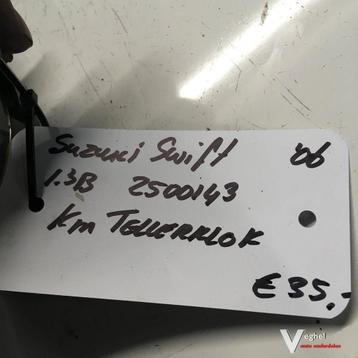 Suzuki Swift '06
1.3B 2500143
Km TELLERKLOK
€ 35,-
Veghel